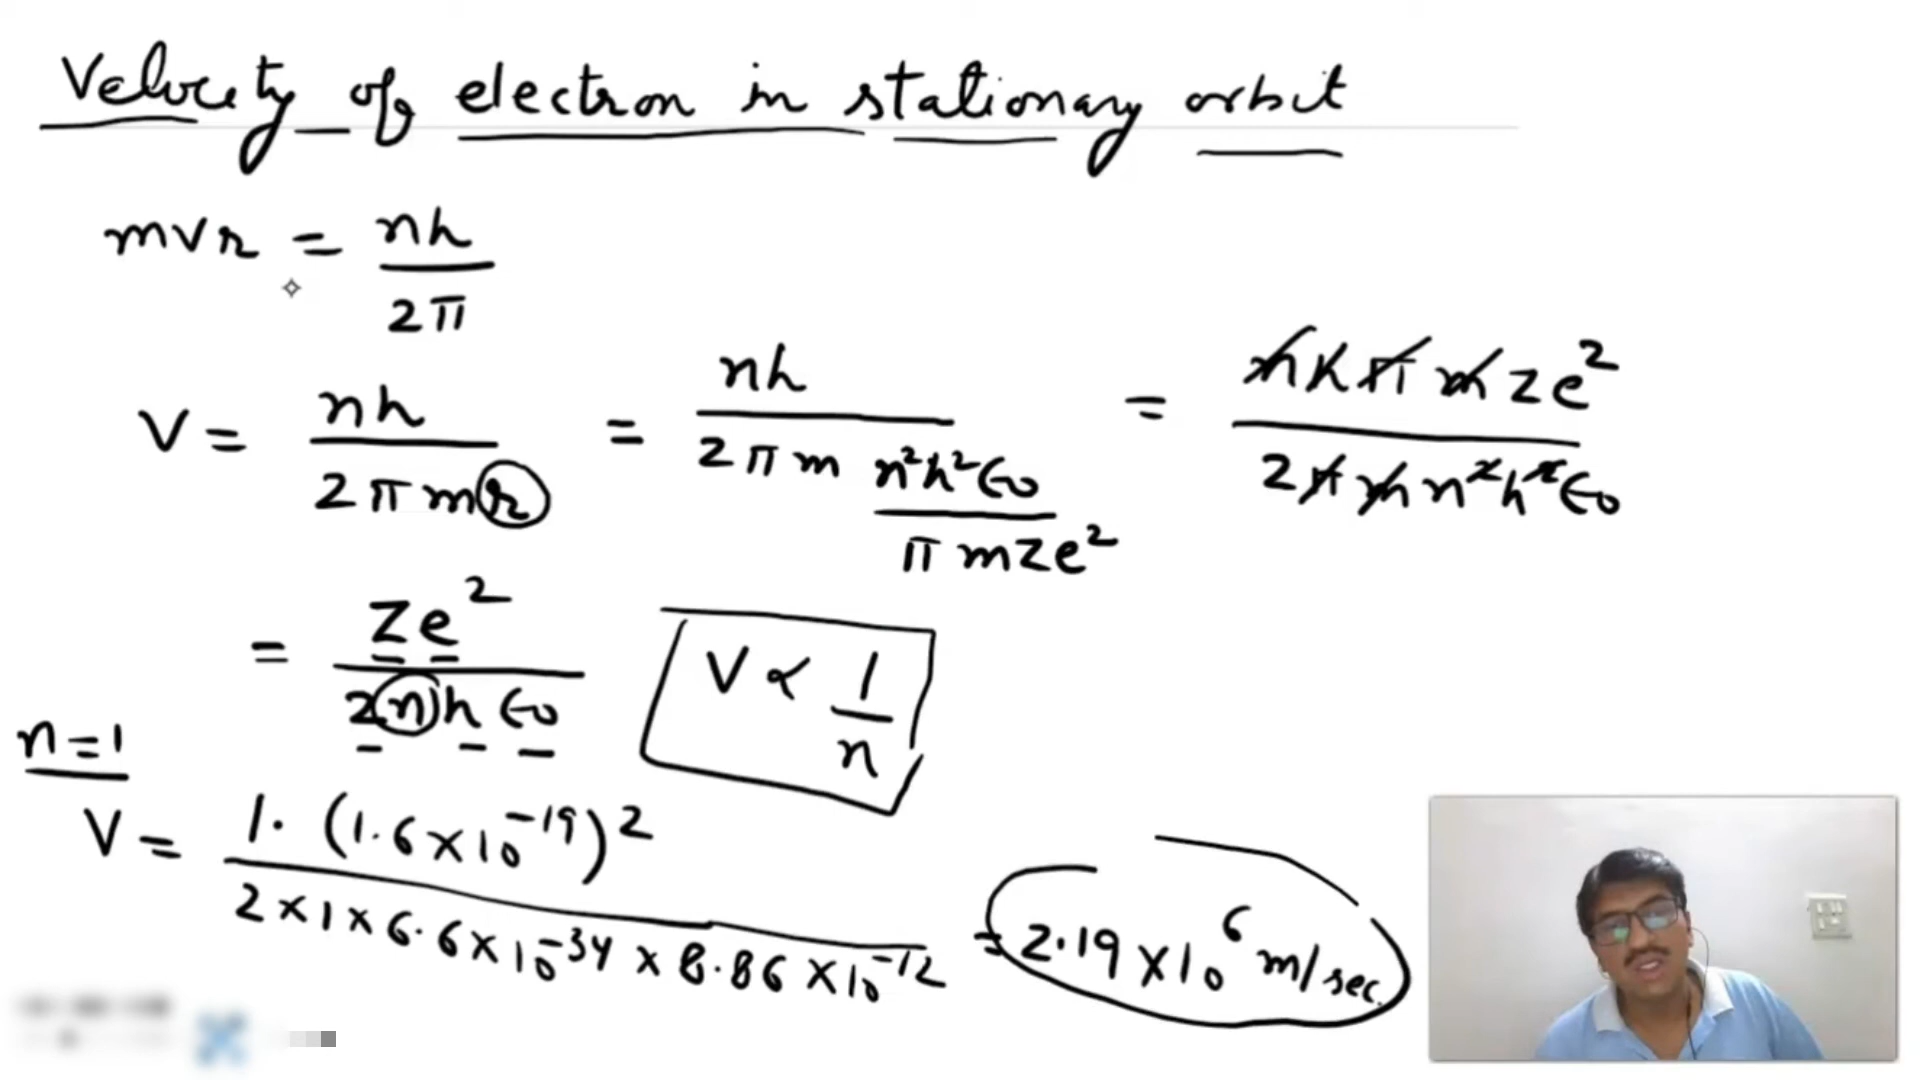 Velocity of electron in stationary orbit
mvr = nh / 2π
v = nh / 2πmr = nh / 2πm n²h²ε₀ / πmZe² = nhπmze² / 2πmn²h²ε₀
= Ze² / 2nhε₀
V ∝ 1/n
n=1
V = 1. (1.6×10⁻¹⁹)² / 2×1×6.6×10⁻³⁴×8.86×10⁻¹² = 2.19×10⁶ m/sec.